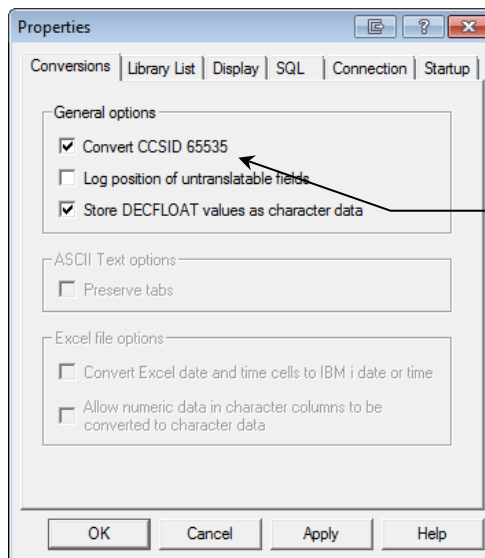 Properties
?
Conversions Library List Display SQL Connection Startup
General options
Convert CCSID 65535
Log position of untranslatable fields
Store DECFLOAT values as character data
ASCII Text options
Preserve tabs
Excel file options
Convert Excel date and time cells to IBM i date or time
Allow numeric data in character columns to be
converted to character data
OK Cancel Apply Help